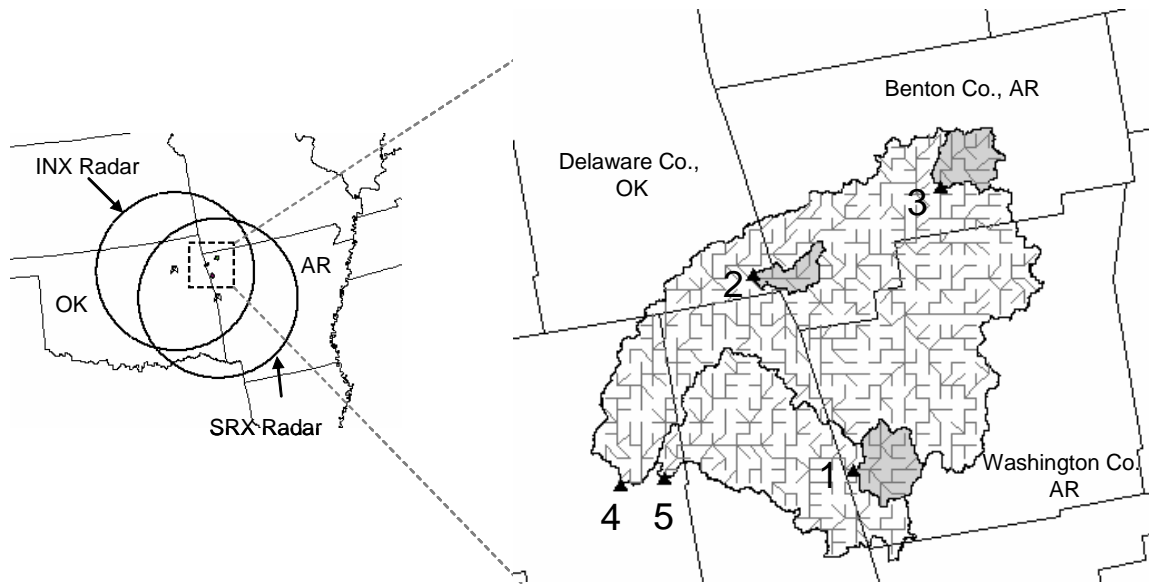 INX Radar
OK
AR
SRX Radar
Benton Co., AR
Delaware Co.,
OK
3
2
1
Washington Co.
AR
4
5